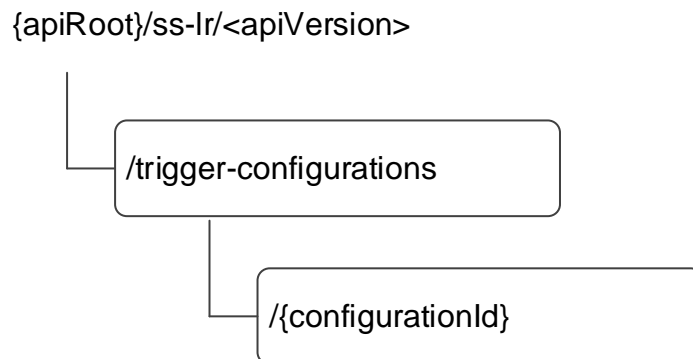 {apiRoot}/ss-lr/<apiVersion>
/trigger-configurations
/{configurationId}